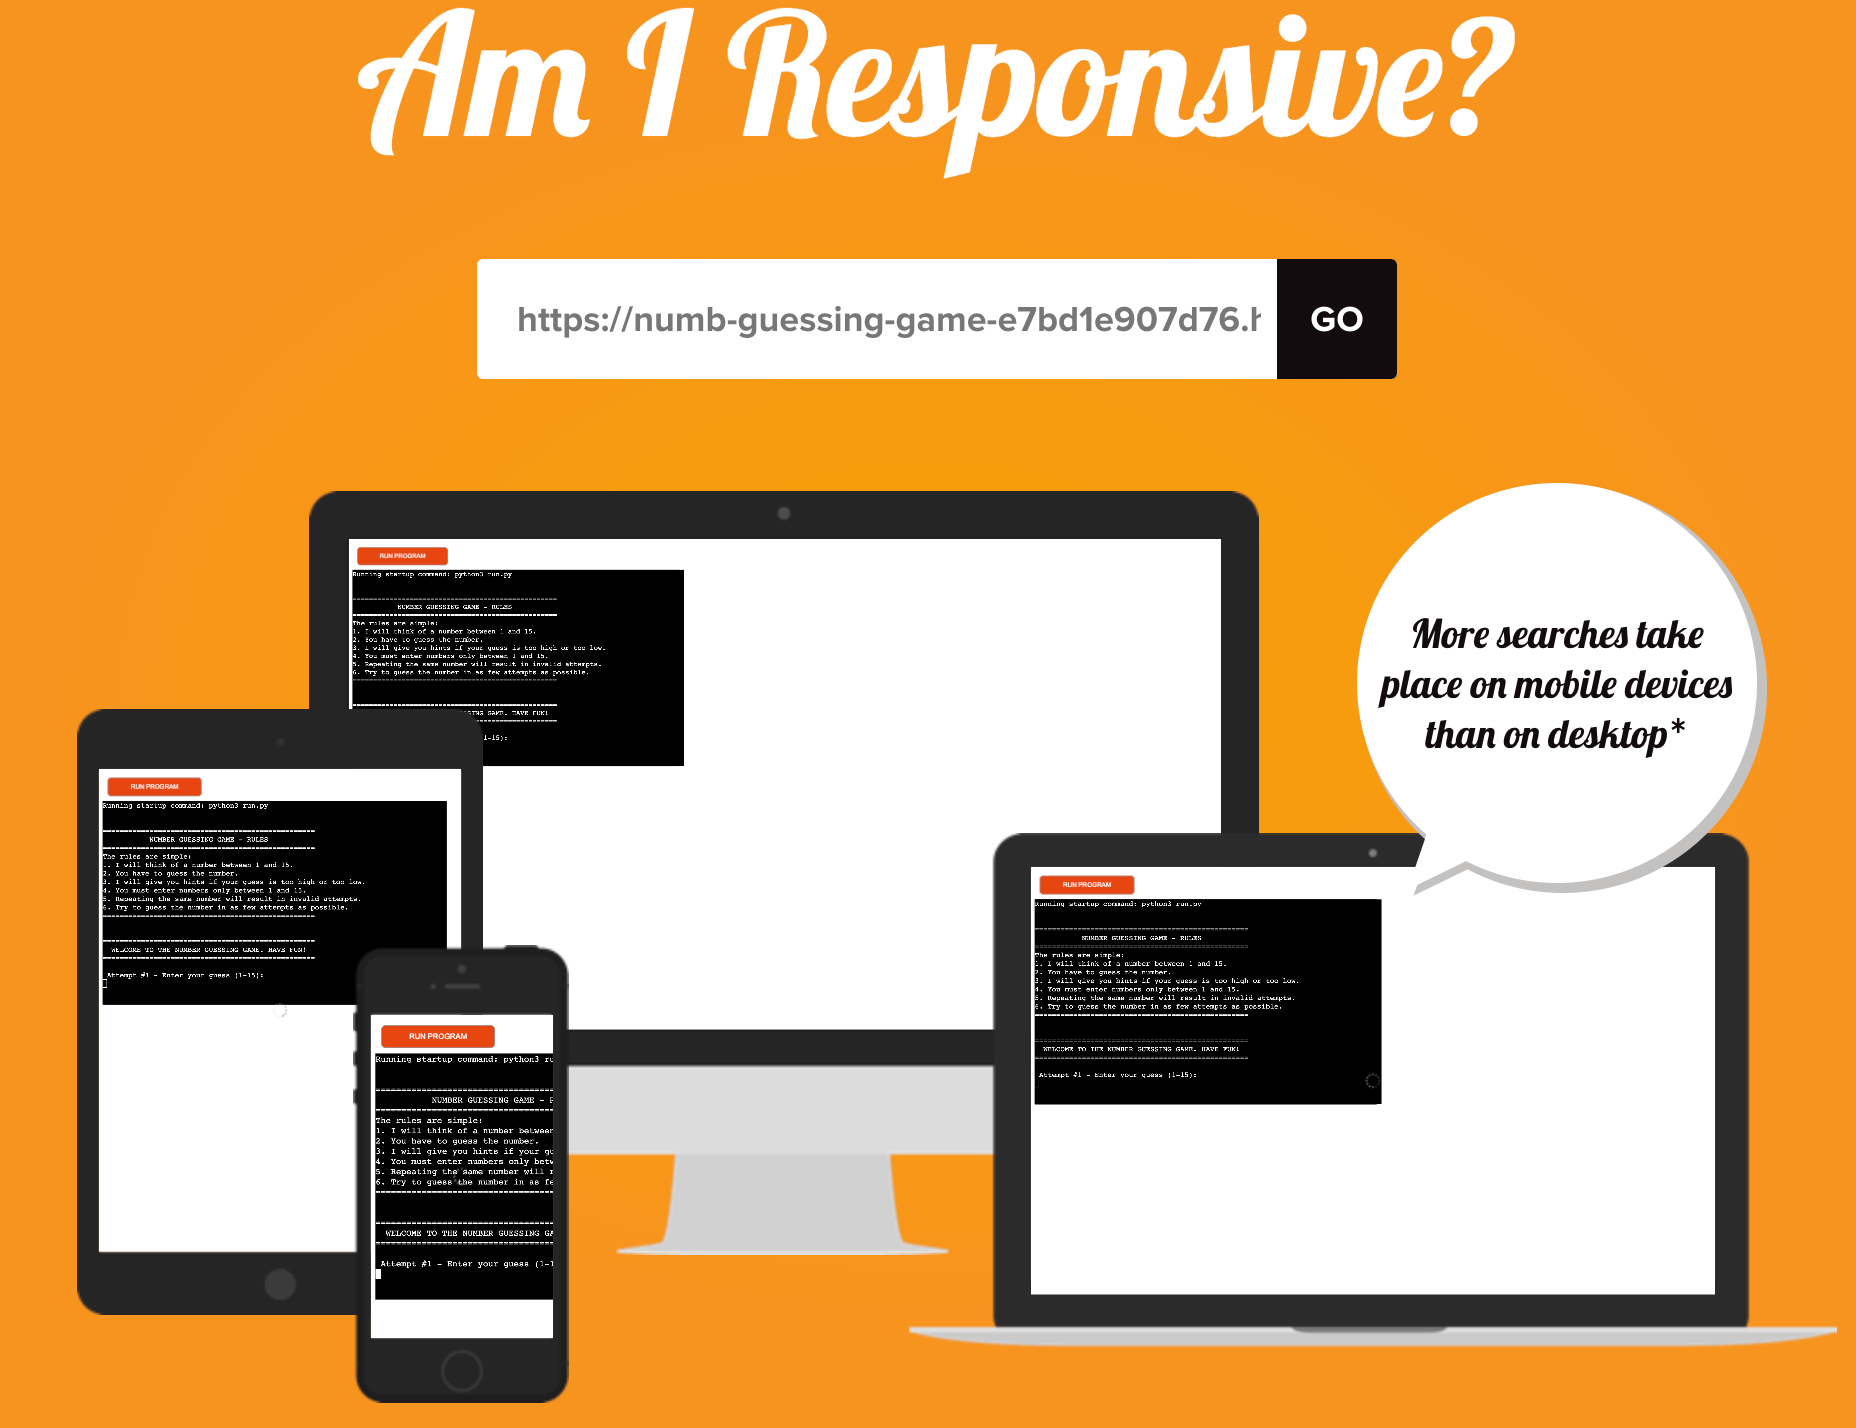 Am I Responsive?
https://numb-guessing-game-e7bd1e907d76.h
GO
More searches take
place on mobile devices
than on desktop*
RUN PROGRAM
Running startup command: python3 run.py
===================================================
NUMBER GUESSING GAME - RULES
===================================================
The rules are simple:
1. I will think of a number between 1 and 15.
2. You have to guess the number.
3. I will give you hints if your guess is too high or too low.
4. You must enter numbers only between 1 and 15.
5. Repeating the same number will result in invalid attempts.
6. Try to guess the number in as few attempts as possible.
===================================================
===================================================
SSING GAME. HAVE FUN!
===================================================
1-15):
RUN PROGRAM
Running startup command: python3 run.py
===================================================
NUMBER GUESSING GAME - RULES
===================================================
The rules are simple:
1. I will think of a number between 1 and 15.
2. You have to guess the number.
3. I will give you hints if your guess is too high or too low.
4. You must enter numbers only between 1 and 15.
5. Repeating the same number will result in invalid attempts.
6. Try to guess the number in as few attempts as possible.
===================================================
===================================================
WELCOME TO THE NUMBER GUESSING GAME. HAVE FUN!
===================================================
Attempt #1 - Enter your guess (1-15):
RUN PROGRAM
Running startup command: python3 run.py
===================================================
NUMBER GUESSING GAME - RULES
===================================================
The rules are simple:
1. I will think of a number between 1 and 15.
2. You have to guess the number.
3. I will give you hints if your guess is too high or too low.
4. You must enter numbers only between 1 and 15.
5. Repeating the same number will result in invalid attempts.
6. Try to guess the number in as few attempts as possible.
===================================================
===================================================
WELCOME TO THE NUMBER GUESSING GAME. HAVE FUN!
===================================================
Attempt #1 - Enter your guess (1-15):
RUN PROGRAM
Running startup command: python3 ru
===================================
NUMBER GUESSING GAME - R
===================================
The rules are simple:
1. I will think of a number between
2. You have to guess the number.
3. I will give you hints if your gu
4. You must enter numbers only betw
5. Repeating the same number will r
6. Try to guess the number in as fe
===================================
===================================
WELCOME TO THE NUMBER GUESSING GA
===================================
Attempt #1 - Enter your guess (1-1